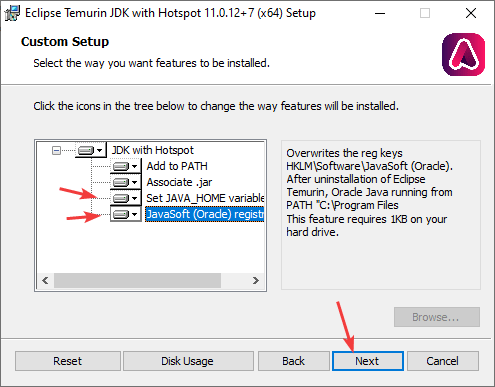 Eclipse Temurin JDK with Hotspot 11.0.12+7 (x64) Setup
Custom Setup
Select the way you want features to be installed.
Click the icons in the tree below to change the way features will be installed.
JDK with Hotspot
Add to PATH
Associate .jar
Set JAVA_HOME variable
JavaSoft (Oracle) registr
Overwrites the reg keys
HKLM\Software\JavaSoft (Oracle).
After uninstallation of Eclipse
Temurin, Oracle Java running from
PATH "C:\Program Files
This feature requires 1KB on your
hard drive.
Browse...
Reset
Disk Usage
Back
Next
Cancel